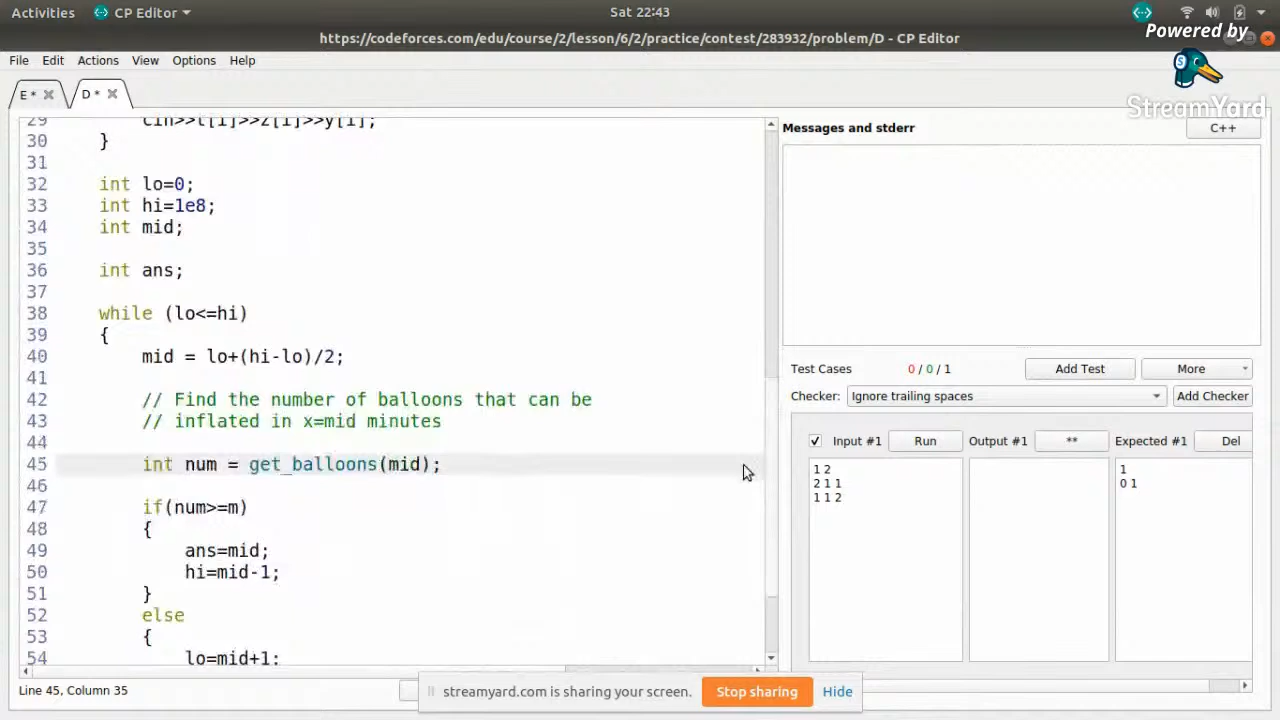 Activities
CP Editor
Sat 22:43
https://codeforces.com/edu/course/2/lesson/6/2/practice/contest/283932/problem/D - CP Editor
Powered by
StreamYard
File Edit Actions View Options Help
E *
D *
29 cin>>t[i]>>z[i]>>y[i];
30 }
31
32 int lo=0;
33 int hi=1e8;
34 int mid;
35
36 int ans;
37
38 while (lo<=hi)
39 {
40 mid = lo+(hi-lo)/2;
41
42 // Find the number of balloons that can be
43 // inflated in x=mid minutes
44
45 int num = get_balloons(mid);
46
47 if(num>=m)
48 {
49 ans=mid;
50 hi=mid-1;
51 }
52 else
53 {
54 lo=mid+1;
Messages and stderr
C++
Test Cases 0 / 0 / 1 Add Test More
Checker: Ignore trailing spaces Add Checker
Input #1 Run Output #1 ** Expected #1 Del
1 2
2 1 1
1 1 2
1
0 1
Line 45, Column 35
streamyard.com is sharing your screen. Stop sharing Hide